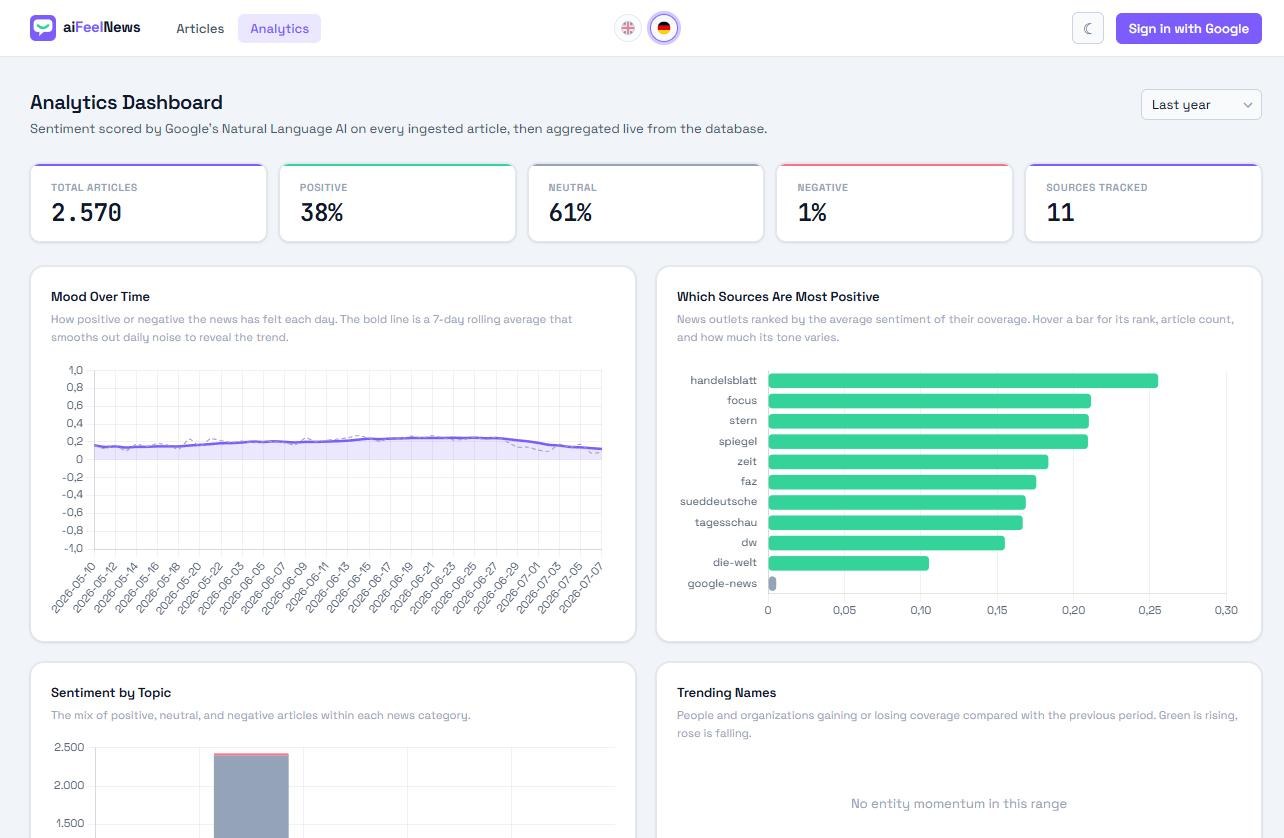 aiFeelNews Articles Analytics Sign in with Google
Analytics Dashboard
Last year
Sentiment scored by Google's Natural Language AI on every ingested article, then aggregated live from the database.
TOTAL ARTICLES
2.570
POSITIVE
38%
NEUTRAL
61%
NEGATIVE
1%
SOURCES TRACKED
11
Mood Over Time
How positive or negative the news has felt each day. The bold line is a 7-day rolling average that
smooths out daily noise to reveal the trend.
1,0
0,8
0,6
0,4
0,2
0
-0,2
-0,4
-0,6
-0,8
-1,0
2026-05-10
2026-05-12
2026-05-14
2026-05-16
2026-05-18
2026-05-20
2026-05-22
2026-06-03
2026-06-05
2026-06-07
2026-06-09
2026-06-11
2026-06-13
2026-06-15
2026-06-17
2026-06-19
2026-06-21
2026-06-23
2026-06-25
2026-06-27
2026-06-29
2026-07-01
2026-07-03
2026-07-05
2026-07-07
Which Sources Are Most Positive
News outlets ranked by the average sentiment of their coverage. Hover a bar for its rank, article count,
and how much its tone varies.
handelsblatt
focus
stern
spiegel
zeit
faz
sueddeutsche
tagesschau
dw
die-welt
google-news
0 0,05 0,10 0,15 0,20 0,25 0,30
Sentiment by Topic
The mix of positive, neutral, and negative articles within each news category.
2.500
2.000
1.500
Trending Names
People and organizations gaining or losing coverage compared with the previous period. Green is rising,
rose is falling.
No entity momentum in this range